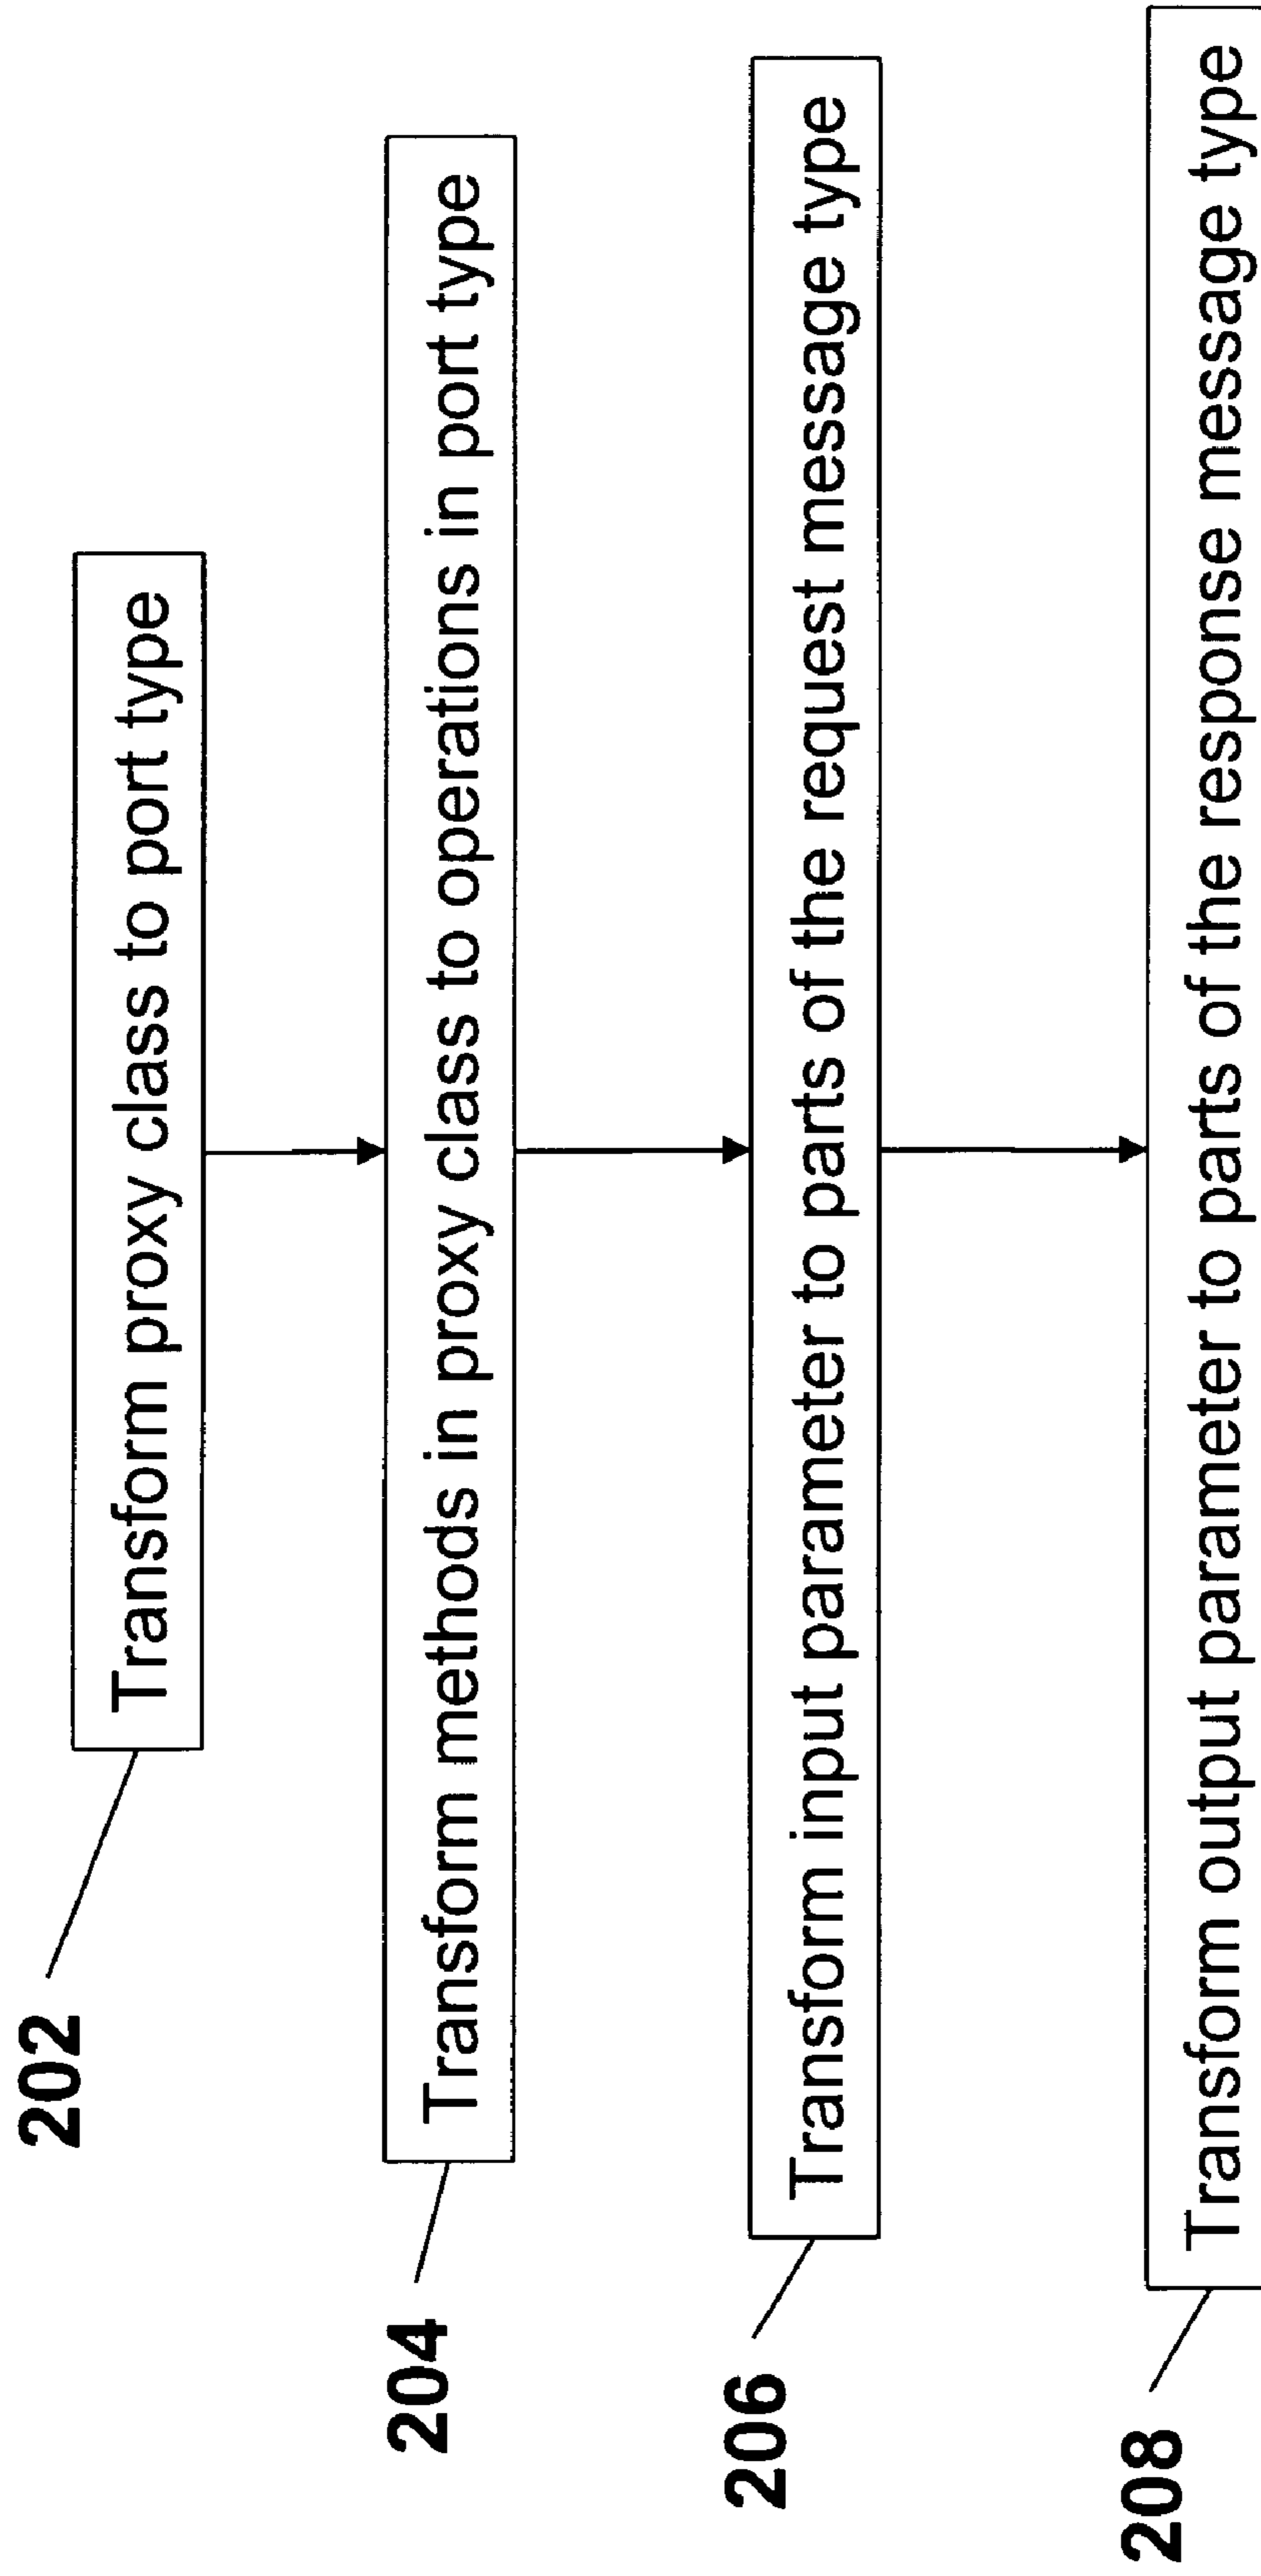 202
Transform proxy class to port type
204
Transform methods in proxy class to operations in port type
206
Transform input parameter to parts of the request message type
208
Transform output parameter to parts of the response message type